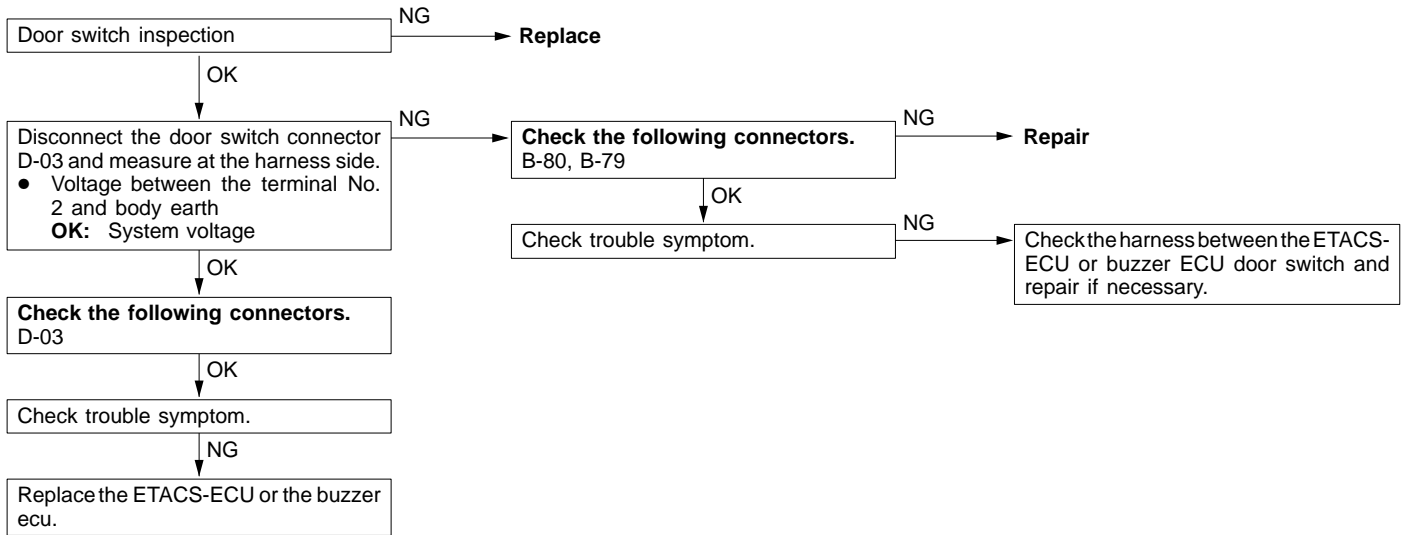 Door switch inspection
NG
Replace
OK
Disconnect the door switch connector
D-03 and measure at the harness side.
● Voltage between the terminal No.
2 and body earth
OK: System voltage
NG
Check the following connectors.
B-80, B-79
NG
Repair
OK
Check trouble symptom.
NG
Check the harness between the ETACS-
ECU or buzzer ECU door switch and
repair if necessary.
OK
Check the following connectors.
D-03
OK
Check trouble symptom.
NG
Replace the ETACS-ECU or the buzzer
ecu.